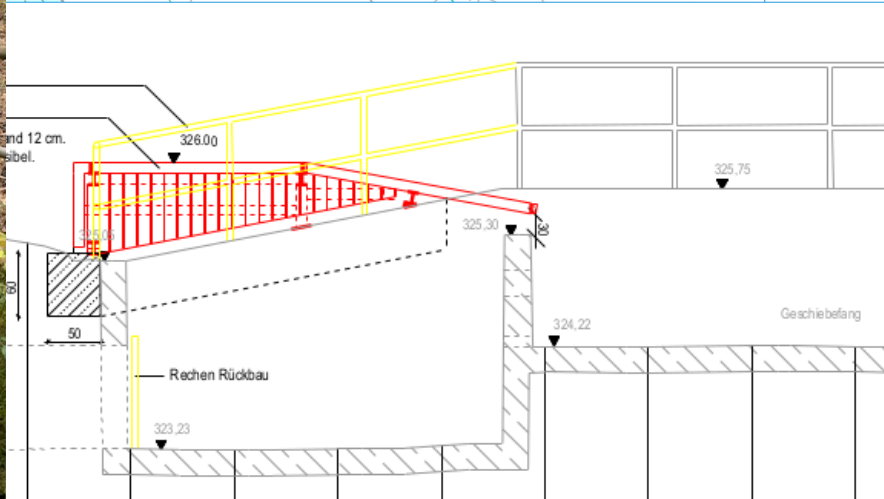 and 12 cm.
sibel.
326.00
325,75
325,05
325,30
30
60
50
324,22
Geschiebefang
Rechen Rückbau
323,23